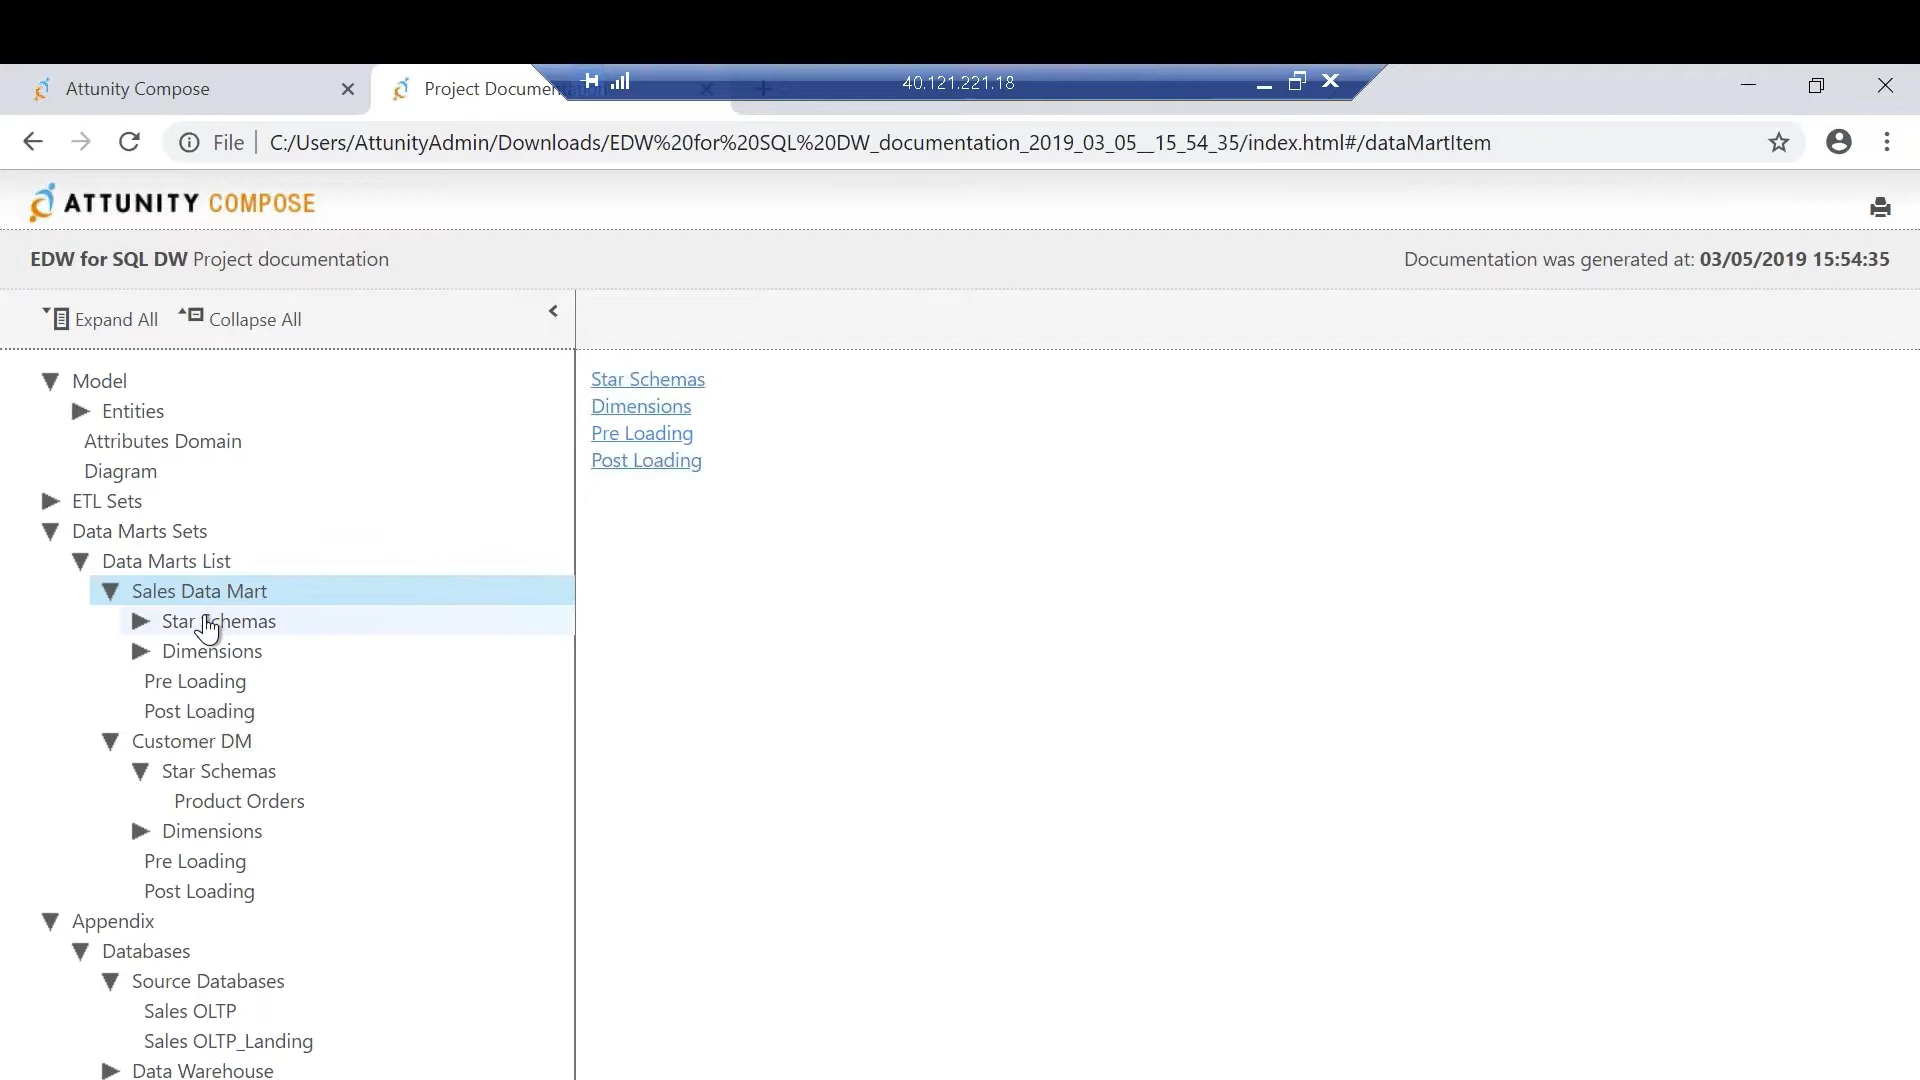 40.121.221.18
Attunity Compose
Project Documen
File
C:/Users/AttunityAdmin/Downloads/EDW%20for%20SQL%20DW_documentation_2019_03_05__15_54_35/index.html#/dataMartItem
ATTUNITY COMPOSE
EDW for SQL DW Project documentation
Documentation was generated at: 03/05/2019 15:54:35
Expand All Collapse All
Model
Entities
Attributes Domain
Diagram
ETL Sets
Data Marts Sets
Data Marts List
Sales Data Mart
Star Schemas
Dimensions
Pre Loading
Post Loading
Customer DM
Star Schemas
Product Orders
Dimensions
Pre Loading
Post Loading
Appendix
Databases
Source Databases
Sales OLTP
Sales OLTP_Landing
Data Warehouse
Star Schemas
Dimensions
Pre Loading
Post Loading